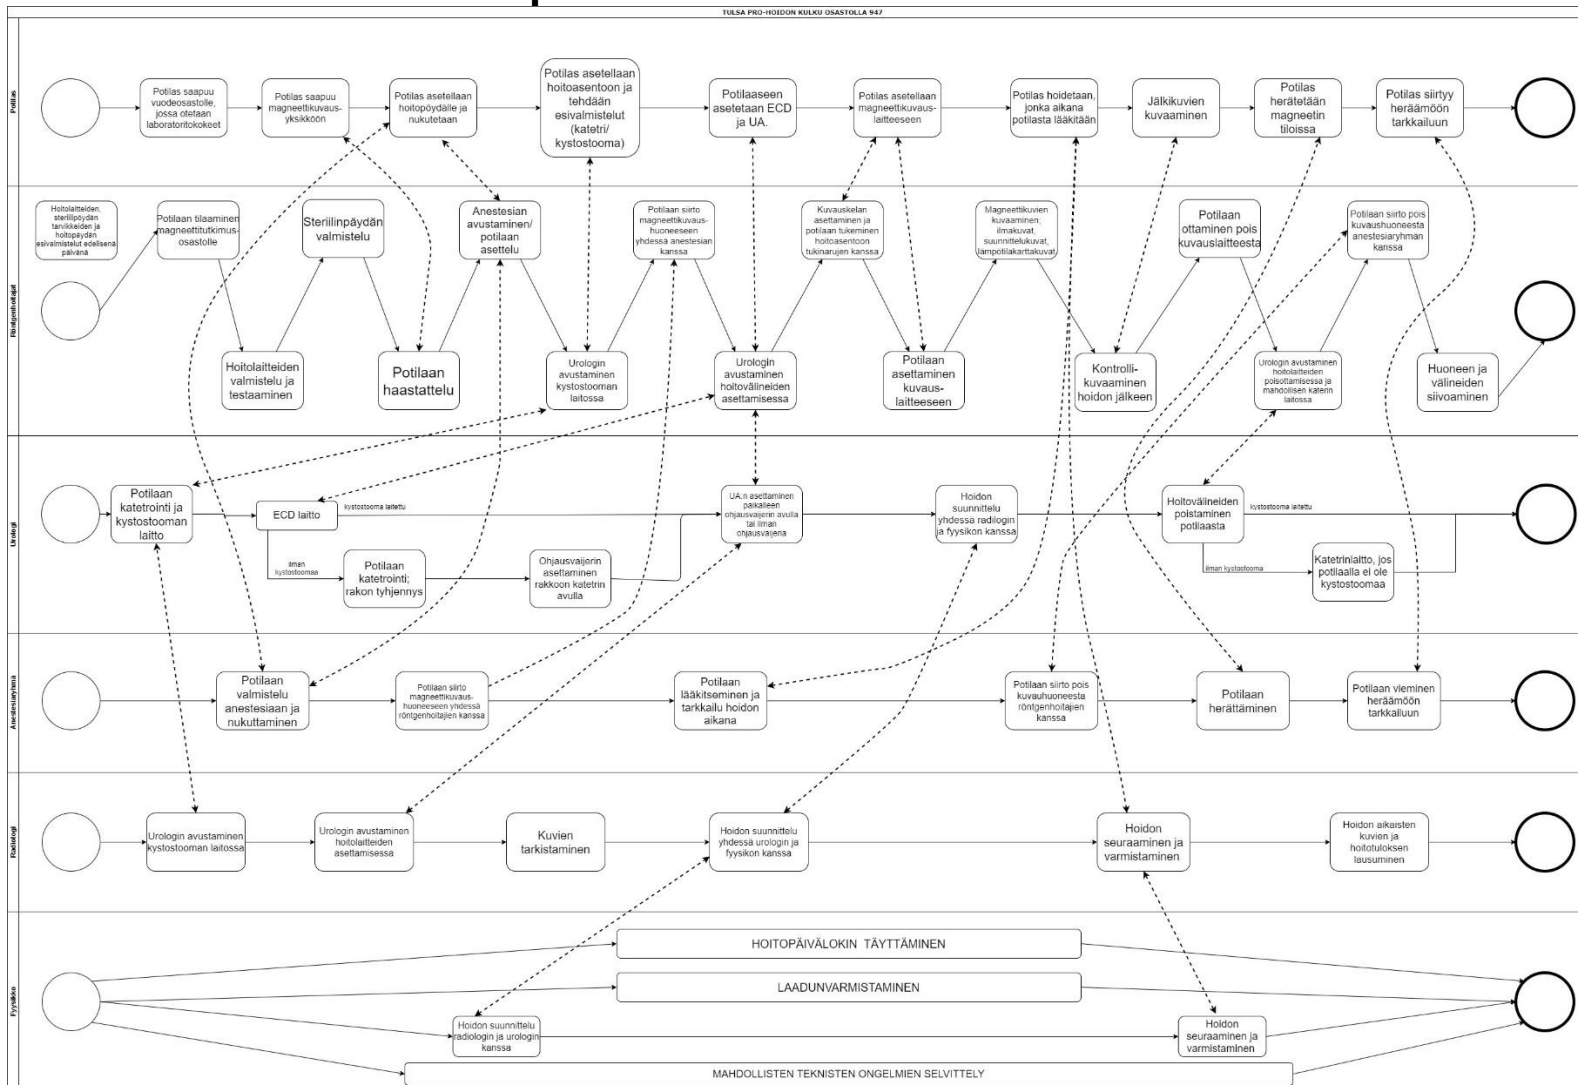 TULSA PRO-HOIDON KULKU OSASTOLLA 947
Potilas
Potilas saapuu
vuodeosastolle,
jossa otetaan
laboratoritokokeet
Potilas saapuu
magneettikuvaus-
yksikköön
Potilas asetellaan
hoitopöydälle ja
nukutetaan
Potilas asetellaan
hoitoasentoon ja
tehdään
esivalmistelut
(katetri/
kystostooma)
Potilaaseen
asetetaan ECD
ja UA.
Potilas asetellaan
magneettikuvaus-
laitteeseen
Potilas hoidetaan,
jonka aikana
potilasta lääkitään
Jälkikuvien
kuvaaminen
Potilas
herätetään
magneetin
tiloissa
Potilas siirtyy
heräämöön
tarkkailuun
Röntgenhoitajat
Hoitolaitteiden,
steriilipöydän
tarvikkeiden ja
hoitopäydan
esivalmistelut edelisenä
päivänä
Potilaan tilaaminen
magneettitutkimus-
osastolle
Steriilinpäydän
valmistelu
Anestesian
avustaminen/
potilaan
asettelu
Potilaan siirto
magneettikuvaus-
huoneeseen
yhdessä anestesian
kanssa
Kuvauskelan
asettaminen ja
potilaan tukeminen
hoitoasentoon
tukinarujen kanssa
Magneettikuvien
kuvaaminen;
ilmakuvat,
suunnittelukuvat,
lämpötilakarttakuvat
Potilaan
ottaminen pois
kuvauslaitteesta
Potilaan siirto pois
kuvaushuoneesta
anestesiaryhmän
kanssa
Hoitolaitteiden
valmistelu ja
testaaminen
Potilaan
haastattelu
Urologin
avustaminen
kystostooman
laitossa
Urologin
avustaminen
hoitovälineiden
asettamisessa
Potilaan
asettaminen
kuvaus-
laitteeseen
Kontrolli-
kuvaaminen
hoidon jälkeen
Urologin avustaminen
hoitolaitteiden
poisottamisessa ja
mahdollisen katerin
laitossa
Huoneen ja
välineiden
siivoaminen
Urologi
Potilaan
katetrointi ja
kystostooman
laitto
ECD laitto
kystostooma laitettu
ilman
kystostoomaa
Potilaan
katetrointi;
rakon tyhjennys
Ohjausvaijerin
asettaminen
rakkoon katetrin
avulla
UA:n asettaminen
paikalleen
ohjausvaijerin avulla
tai ilman
ohjausvaijeria
Hoidon
suunnittelu
yhdessä radilogin
ja fyysikon kanssa
Hoitovälineiden
poistaminen
potilaasta
kystostooma laitettu
ilman kystostooma
Katetrinlaitto, jos
potilaalla ei ole
kystostoomaa
Anestesiaryhmä
Potilaan
valmistelu
anestesiaan ja
nukuttaminen
Potilaan siirto
magneettikuvaus-
huoneeseen yhdessä
röntgenhoitajien kanssa
Potilaan
lääkitseminen ja
tarkkailu hoidon
aikana
Potilaan siirto pois
kuvauhuoneesta
röntgenhoitajien
kanssa
Potilaan
herättäminen
Potilaan vieminen
heräämöön
tarkkailuun
Radiologi
Urologin avustaminen
kystostooman laitossa
Urologin avustaminen
hoitolaitteiden
asettamisessa
Kuvien
tarkistaminen
Hoidon suunnittelu
yhdessä urologin ja
fyysikon kanssa
Hoidon
seuraaminen ja
varmistaminen
Hoidon aikaisten
kuvien ja
hoitotuloksen
lausuminen
Fyysikko
HOITOPÄIVÄLOKIN TÄYTTÄMINEN
LAADUNVARMISTAMINEN
Hoidon suunnittelu
radiologin ja urologin
kanssa
Hoidon
seuraaminen ja
varmistaminen
MAHDOLLISTEN TEKNISTEN ONGELMIEN SELVITTELY